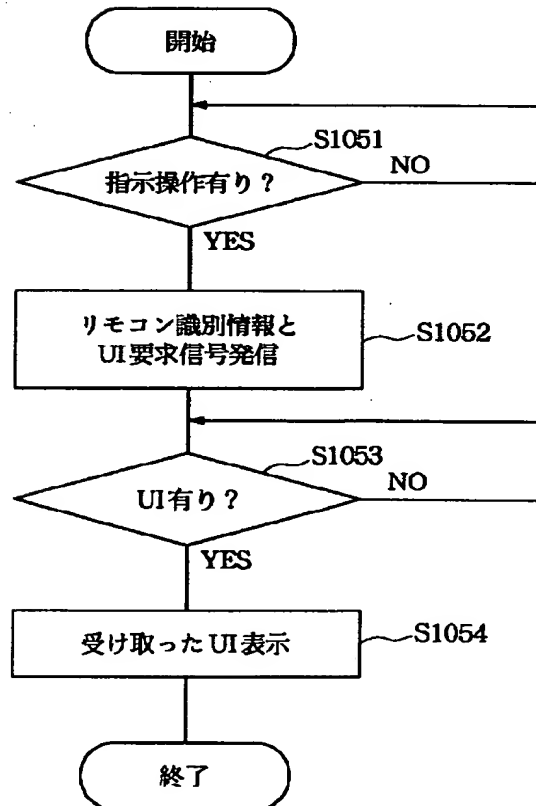 開始
S1051
指示操作有り？
NO
YES
リモコン識別情報と
UI要求信号発信
S1052
S1053
UI有り？
NO
YES
受け取ったUI表示
S1054
終了